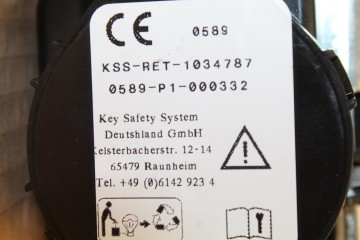 CE 0589
KSS-RET-1034787
0589-P1-000332
Key Safety System
Deutshland GmbH
Kelsterbacherstr. 12-14
65479 Raunheim
Tel. +49 (0)6142 923 4